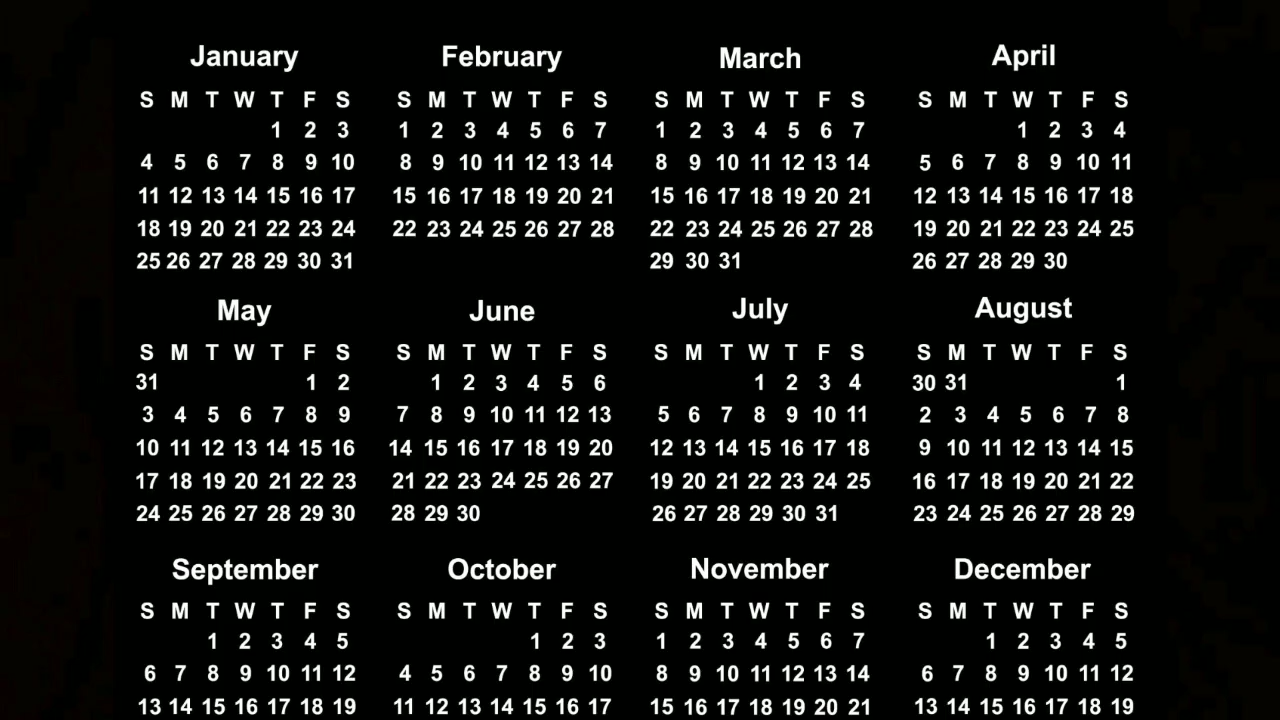 January February March April
S M T W T F S S M T W T F S S M T W T F S S M T W T F S
1 2 3 1 2 3 4 5 6 7 1 2 3 4 5 6 7 1 2 3 4
4 5 6 7 8 9 10 8 9 10 11 12 13 14 8 9 10 11 12 13 14 5 6 7 8 9 10 11
11 12 13 14 15 16 17 15 16 17 18 19 20 21 15 16 17 18 19 20 21 12 13 14 15 16 17 18
18 19 20 21 22 23 24 22 23 24 25 26 27 28 22 23 24 25 26 27 28 19 20 21 22 23 24 25
25 26 27 28 29 30 31 29 30 31 26 27 28 29 30
May June July August
S M T W T F S S M T W T F S S M T W T F S S M T W T F S
31 1 2 1 2 3 4 5 6 1 2 3 4 30 31 1
3 4 5 6 7 8 9 7 8 9 10 11 12 13 5 6 7 8 9 10 11 2 3 4 5 6 7 8
10 11 12 13 14 15 16 14 15 16 17 18 19 20 12 13 14 15 16 17 18 9 10 11 12 13 14 15
17 18 19 20 21 22 23 21 22 23 24 25 26 27 19 20 21 22 23 24 25 16 17 18 19 20 21 22
24 25 26 27 28 29 30 28 29 30 26 27 28 29 30 31 23 24 25 26 27 28 29
September October November December
S M T W T F S S M T W T F S S M T W T F S S M T W T F S
1 2 3 4 5 1 2 3 1 2 3 4 5 6 7 1 2 3 4 5
6 7 8 9 10 11 12 4 5 6 7 8 9 10 8 9 10 11 12 13 14 6 7 8 9 10 11 12
13 14 15 16 17 18 19 11 12 13 14 15 16 17 15 16 17 18 19 20 21 13 14 15 16 17 18 19